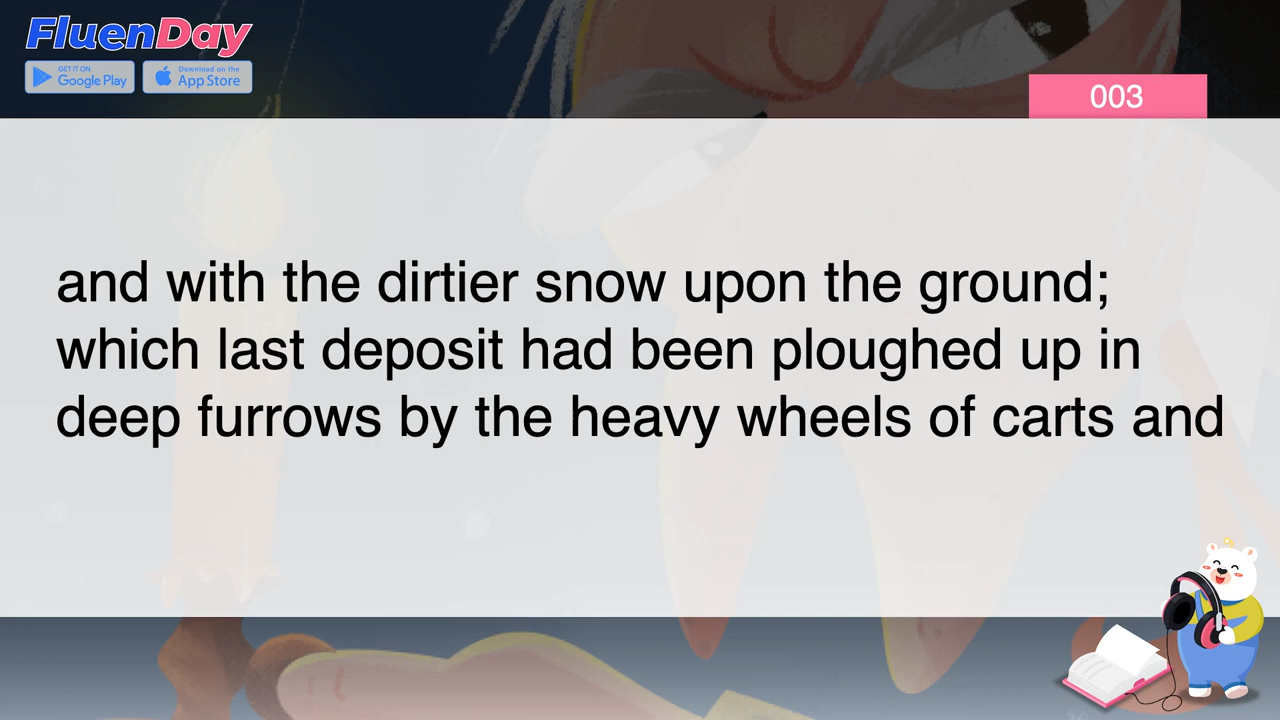 FluenDay
GET IT ON
Google Play
Download on the
App Store
003
and with the dirtier snow upon the ground;
which last deposit had been ploughed up in
deep furrows by the heavy wheels of carts and